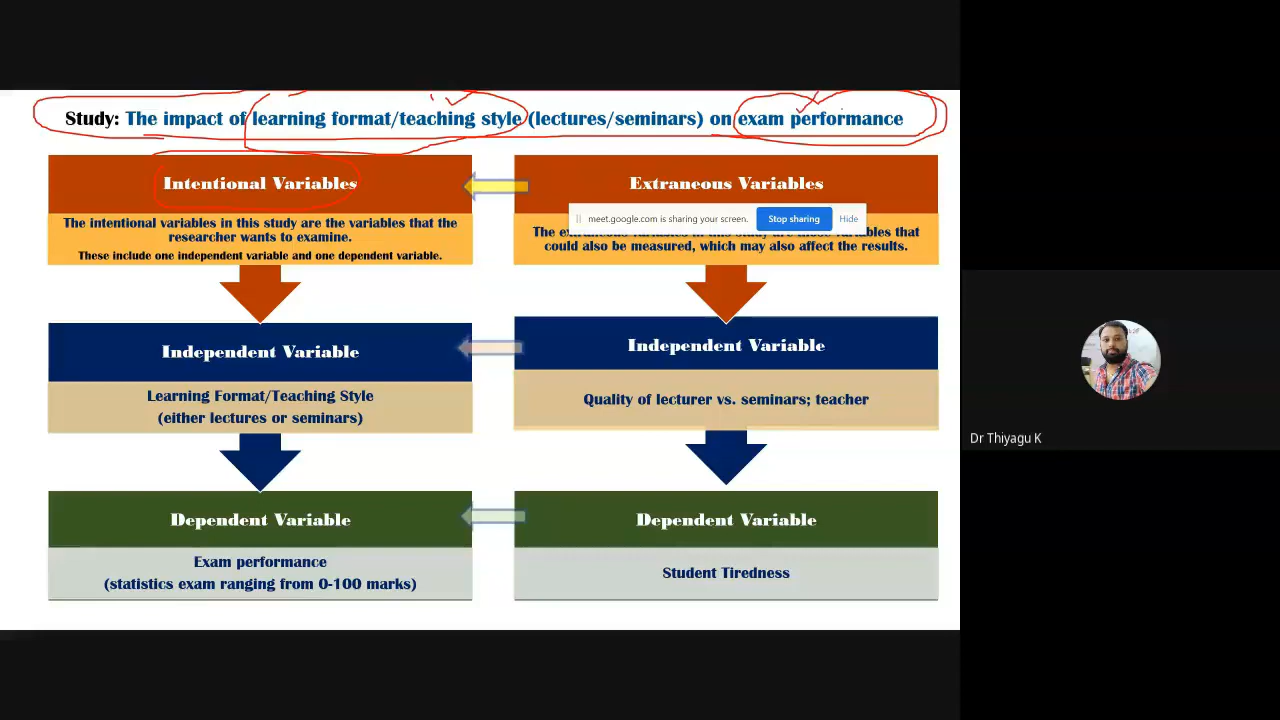 Study: The impact of learning format/teaching style (lectures/seminars) on exam performance
Intentional Variables
The intentional variables in this study are the variables that the
researcher wants to examine.
These include one independent variable and one dependent variable.
Independent Variable
Learning Format/Teaching Style
(either lectures or seminars)
Dependent Variable
Exam performance
(statistics exam ranging from 0-100 marks)
Extraneous Variables
meet.google.com is sharing your screen.
Stop sharing
Hide
The variables that
could also be measured, which may also affect the results.
Independent Variable
Quality of lecturer vs. seminars; teacher
Dependent Variable
Student Tiredness
Dr Thiyagu K